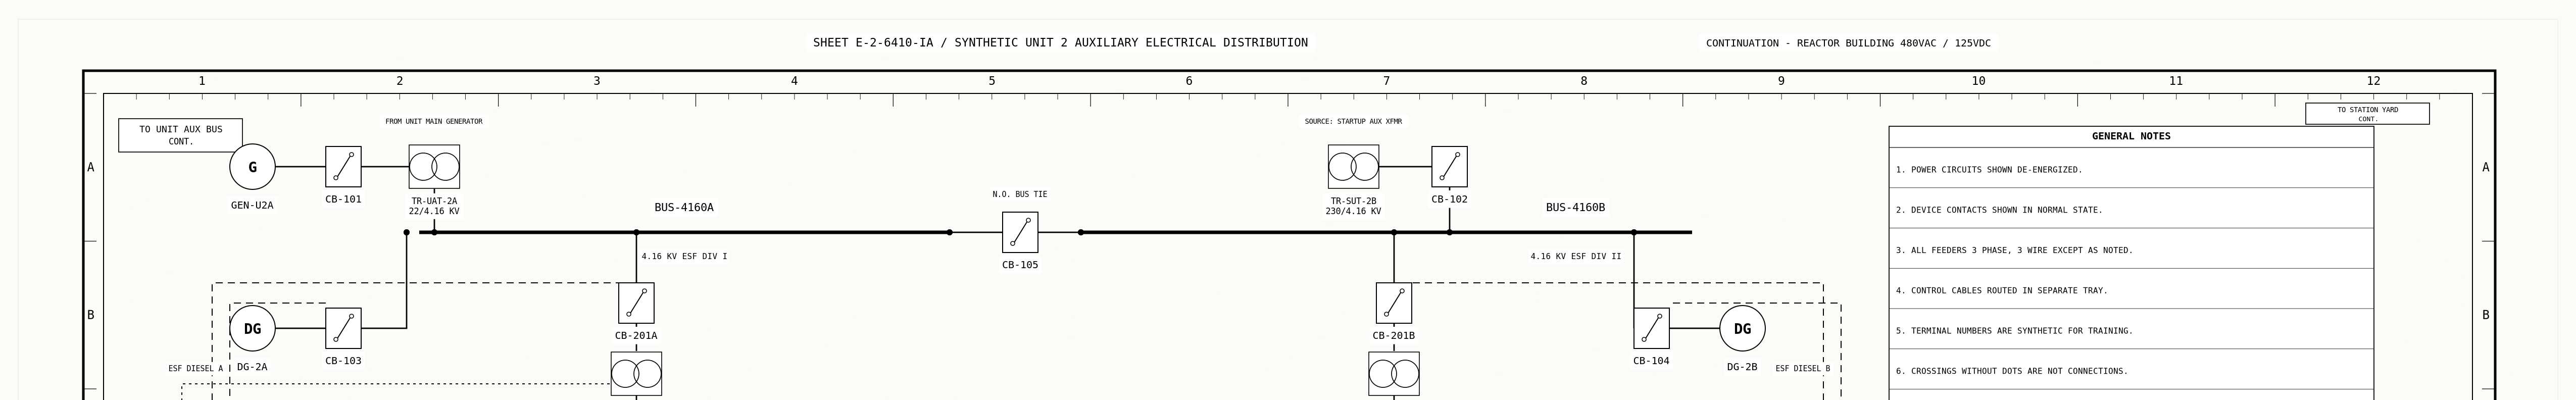 SHEET E-2-6410-IA / SYNTHETIC UNIT 2 AUXILIARY ELECTRICAL DISTRIBUTION
CONTINUATION - REACTOR BUILDING 480VAC / 125VDC
1 2 3 4 5 6 7 8 9 10 11 12
TO UNIT AUX BUS
CONT.
FROM UNIT MAIN GENERATOR
SOURCE: STARTUP AUX XFMR
TO STATION YARD
CONT.
GENERAL NOTES
A
G
CB-101
GEN-U2A
TR-UAT-2A
22/4.16 KV
BUS-4160A
N.O. BUS TIE
CB-105
TR-SUT-2B
230/4.16 KV
CB-102
BUS-4160B
A
1. POWER CIRCUITS SHOWN DE-ENERGIZED.
2. DEVICE CONTACTS SHOWN IN NORMAL STATE.
3. ALL FEEDERS 3 PHASE, 3 WIRE EXCEPT AS NOTED.
4. CONTROL CABLES ROUTED IN SEPARATE TRAY.
5. TERMINAL NUMBERS ARE SYNTHETIC FOR TRAINING.
6. CROSSINGS WITHOUT DOTS ARE NOT CONNECTIONS.
4.16 KV ESF DIV I
4.16 KV ESF DIV II
B
DG
CB-103
DG-2A
ESF DIESEL A
CB-201A
CB-201B
CB-104
DG
DG-2B
ESF DIESEL B
B